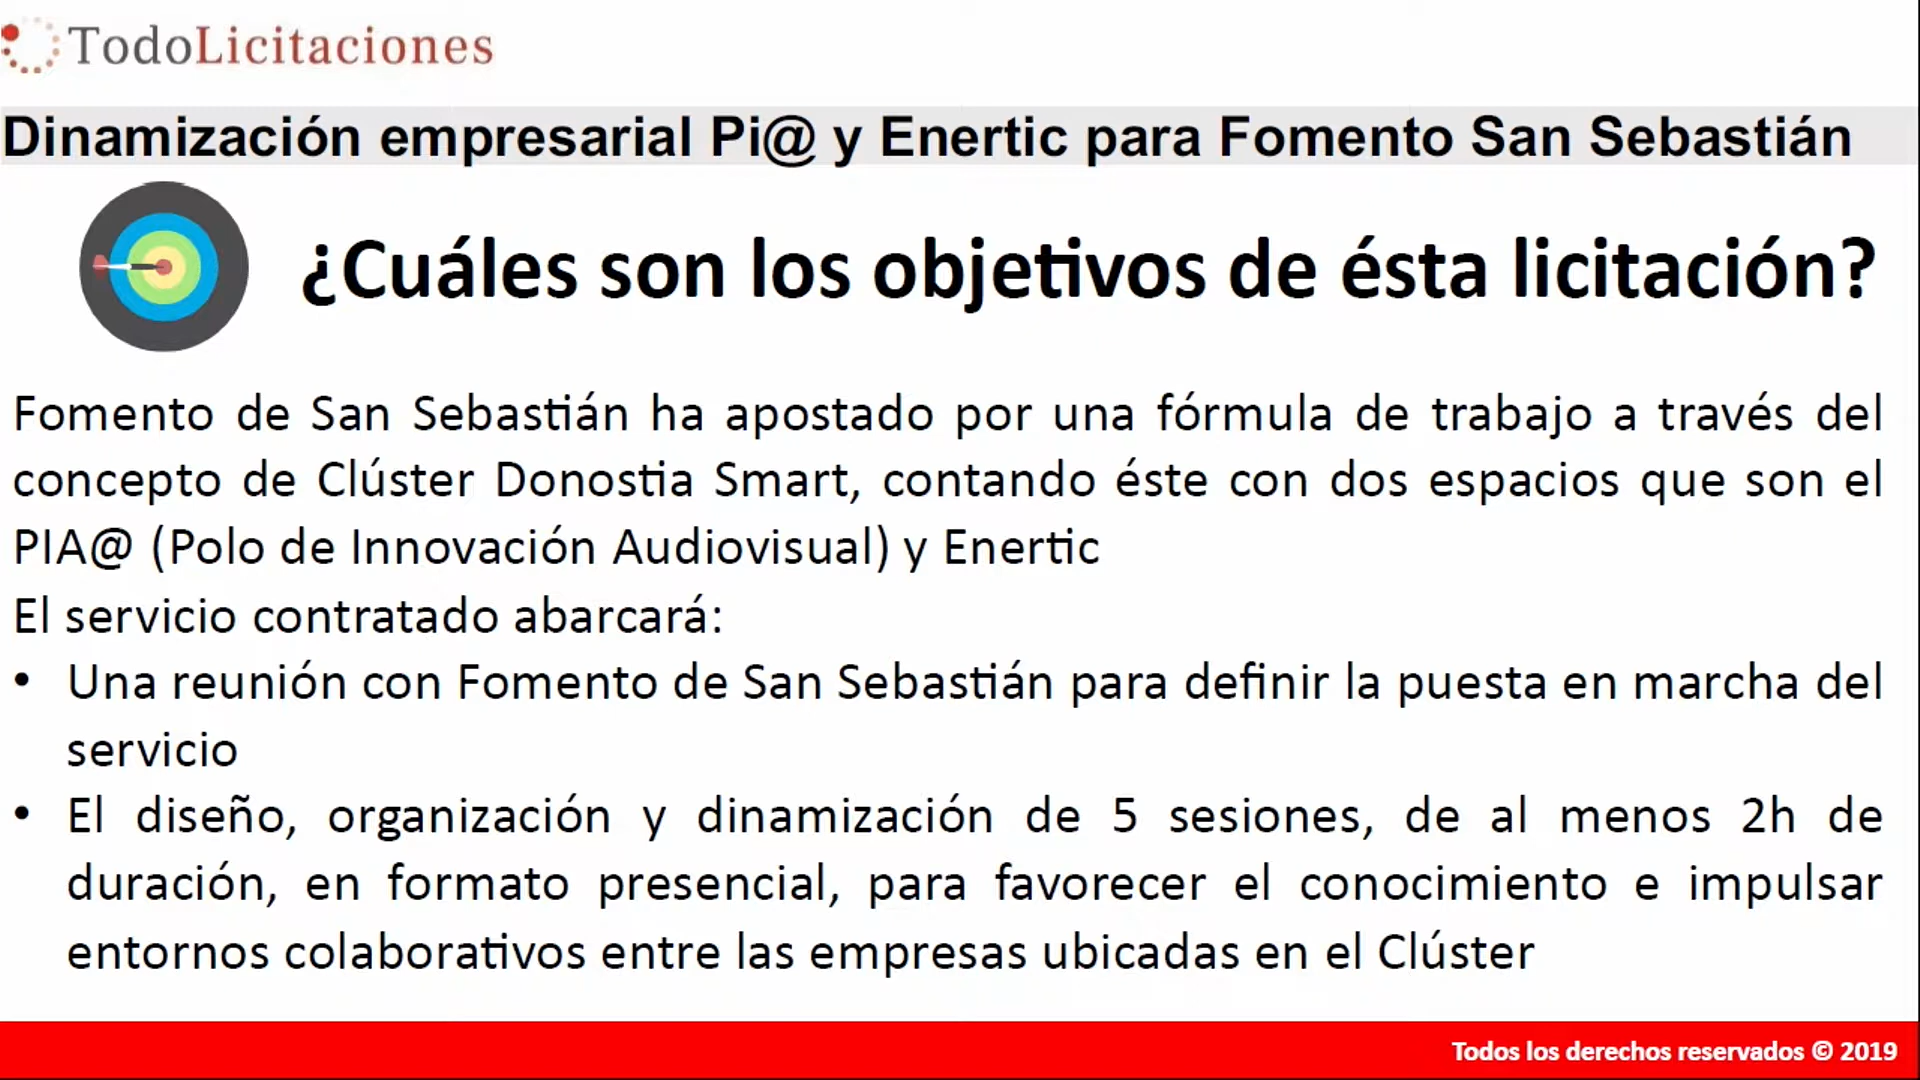 TodoLicitaciones
Dinamización empresarial Pi@ y Enertic para Fomento San Sebastián
¿Cuáles son los objetivos de ésta licitación?
Fomento de San Sebastián ha apostado por una fórmula de trabajo a través del
concepto de Clúster Donostia Smart, contando éste con dos espacios que son el
PIA@ (Polo de Innovación Audiovisual) y Enertic
El servicio contratado abarcará:
• Una reunión con Fomento de San Sebastián para definir la puesta en marcha del
servicio
• El diseño, organización y dinamización de 5 sesiones, de al menos 2h de
duración, en formato presencial, para favorecer el conocimiento e impulsar
entornos colaborativos entre las empresas ubicadas en el Clúster
Todos los derechos reservados © 2019